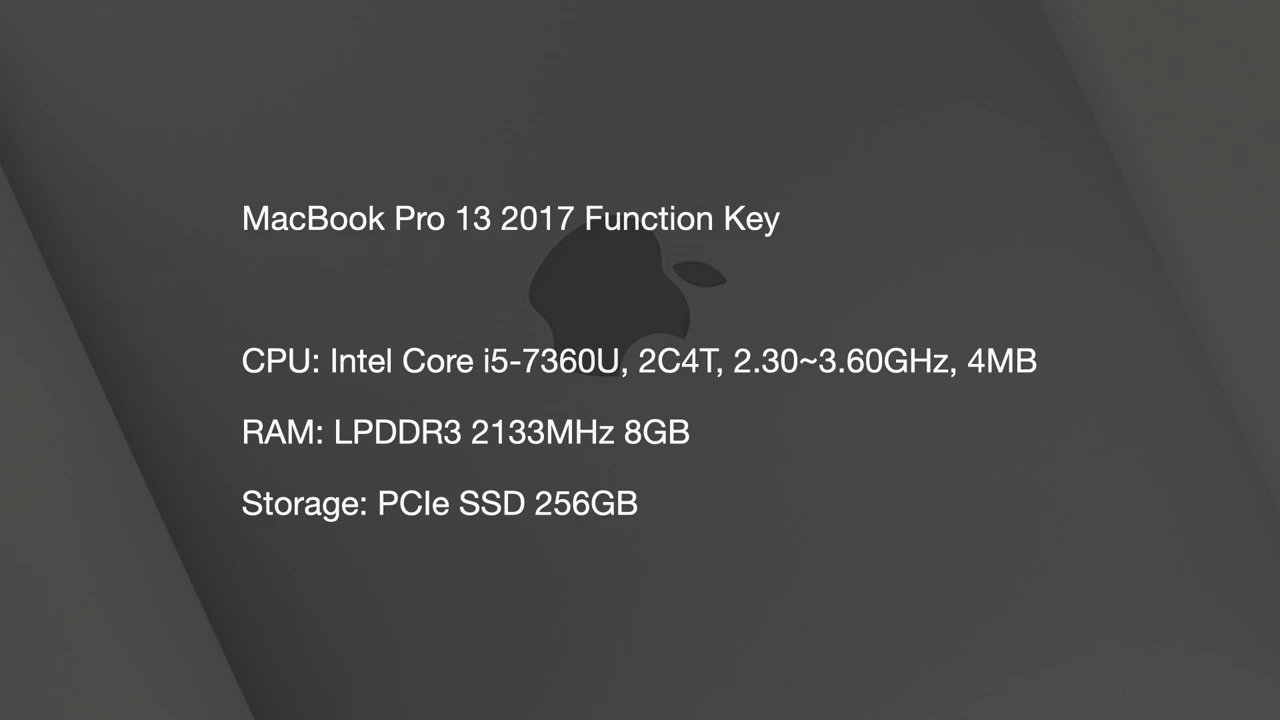 MacBook Pro 13 2017 Function Key
CPU: Intel Core i5-7360U, 2C4T, 2.30~3.60GHz, 4MB
RAM: LPDDR3 2133MHz 8GB
Storage: PCIe SSD 256GB